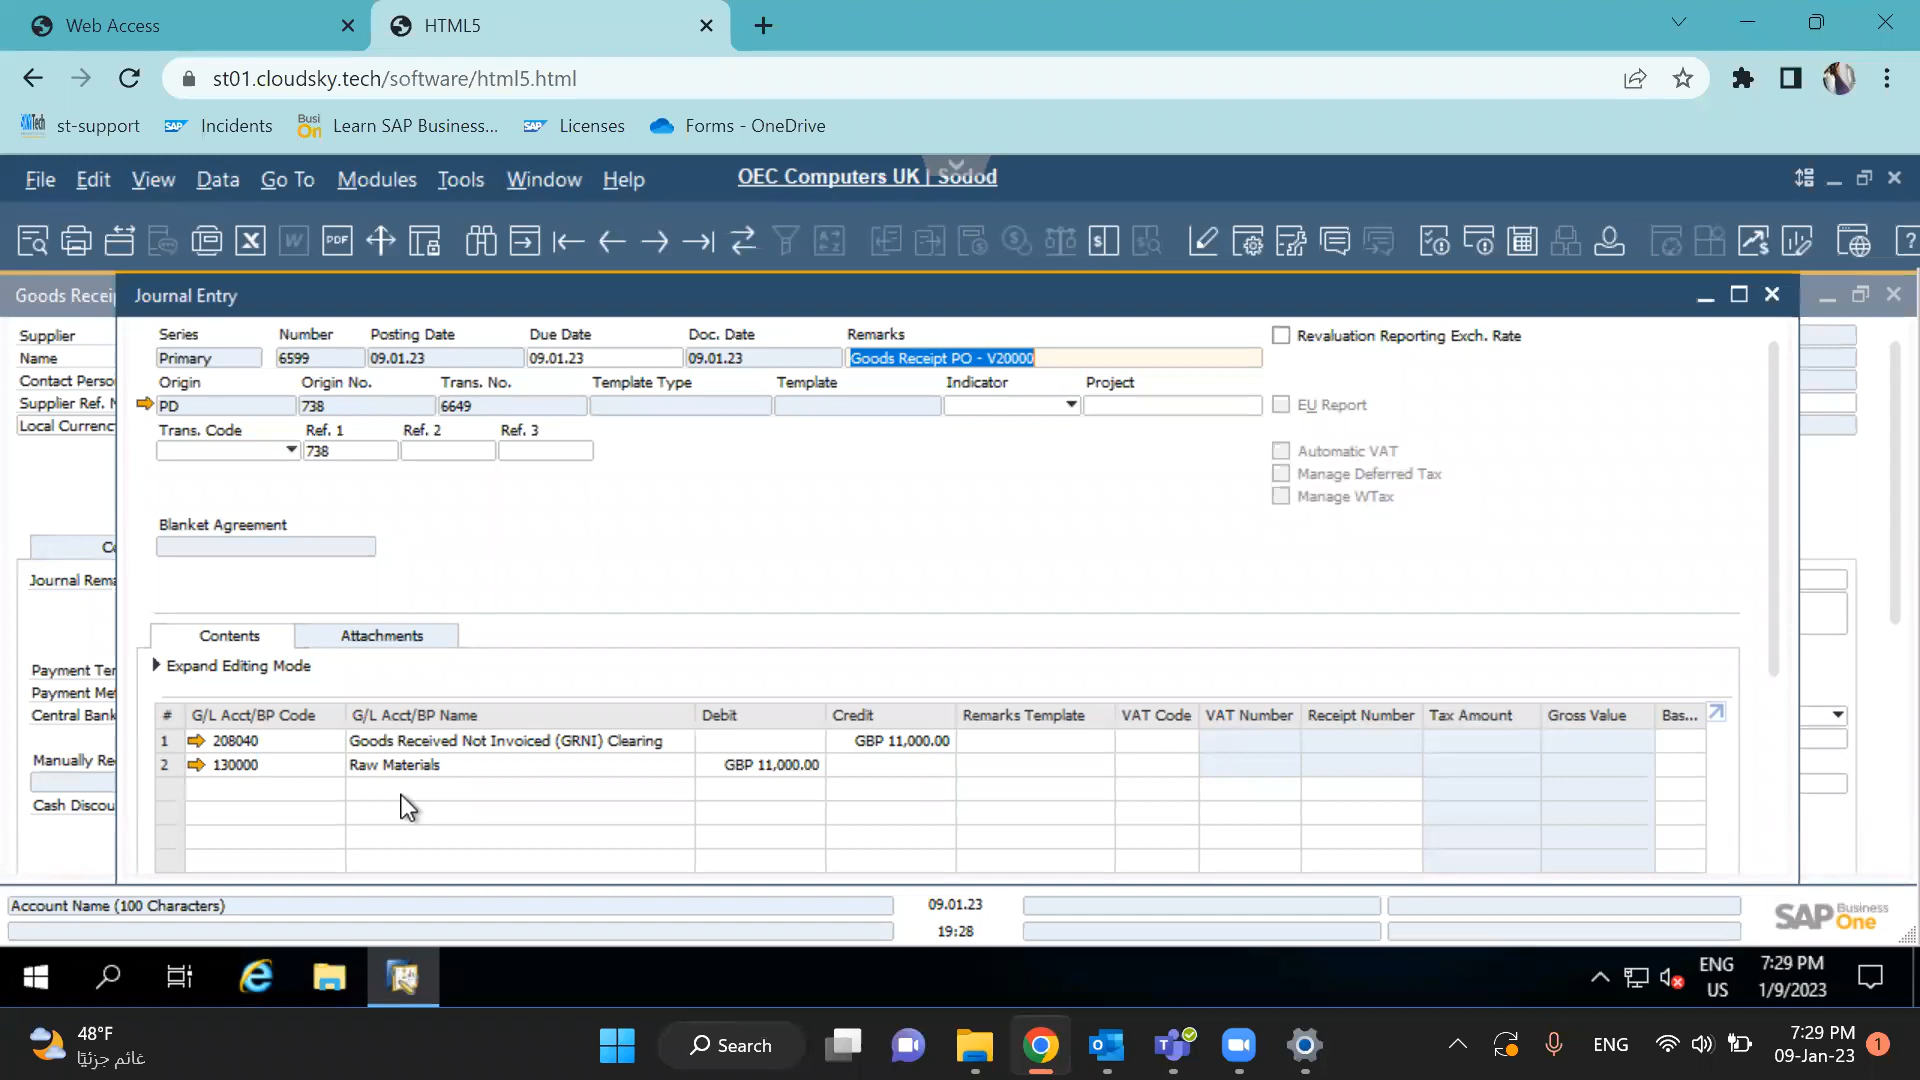 Web Access
HTML5
st01.cloudsky.tech/software/html5.html
st-support
Incidents
Learn SAP Business...
Licenses
Forms - OneDrive
File Edit View Data Go To Modules Tools Window Help
OEC Computers UK | Sodod
Goods Recei
Journal Entry
Supplier
Name
Contact Perso
Supplier Ref. N
Local Currenc
Series Number Posting Date Due Date Doc. Date Remarks
Primary 6599 09.01.23 09.01.23 09.01.23 Goods Receipt PO - V20000
Revaluation Reporting Exch. Rate
Origin Origin No. Trans. No. Template Type Template Indicator Project
PD 738 6649
EU Report
Trans. Code Ref. 1 Ref. 2 Ref. 3
738
Automatic VAT
Manage Deferred Tax
Manage WTax
Blanket Agreement
Co
Journal Rema
Payment Ter
Payment Me
Central Bank
Manually Re
Cash Discou
Contents Attachments
Expand Editing Mode
# G/L Acct/BP Code G/L Acct/BP Name Debit Credit Remarks Template VAT Code VAT Number Receipt Number Tax Amount Gross Value Bas...
1 208040 Goods Received Not Invoiced (GRNI) Clearing GBP 11,000.00
2 130000 Raw Materials GBP 11,000.00
Account Name (100 Characters)
09.01.23
19:28
SAP Business One
ENG
US
7:29 PM
1/9/2023
48°F
غائم جزئيًا
Search
ENG
7:29 PM
09-Jan-23
1